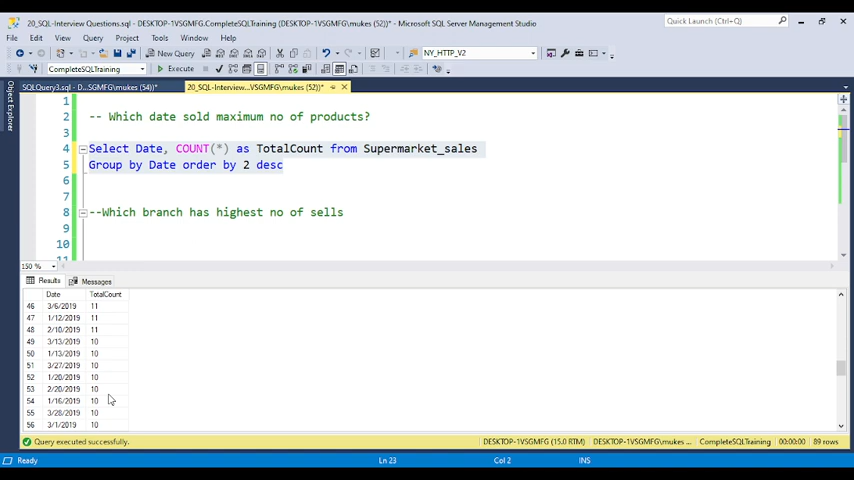 20_SQL-Interview Questions.sql - DESKTOP-1VSGMFG.CompleteSQLTraining (DESKTOP-1VSGMFG\mukes (52))* - Microsoft SQL Server Management Studio
Quick Launch (Ctrl+Q)
File Edit View Query Project Tools Window Help
New Query
NY_HTTP_V2
CompleteSQLTraining
Execute
SQLQuery3.sql - D...SGMFG\mukes (54))*
20_SQL-Interview...VSGMFG\mukes (52))*
Object Explorer
1
2 -- Which date sold maximum no of products?
3
4 Select Date, COUNT(*) as TotalCount from Supermarket_sales
5 Group by Date order by 2 desc
6
7
8 --Which branch has highest no of sells
9
10
11
150 %
Results Messages
Date TotalCount
46 3/6/2019 11
47 1/12/2019 11
48 2/10/2019 11
49 3/13/2019 10
50 1/13/2019 10
51 3/27/2019 10
52 1/20/2019 10
53 2/20/2019 10
54 1/16/2019 10
55 3/28/2019 10
56 3/1/2019 10
Query executed successfully.
DESKTOP-1VSGMFG (15.0 RTM) DESKTOP-1VSGMFG\mukes ... CompleteSQLTraining 00:00:00 89 rows
Ready Ln 23 Col 2 INS